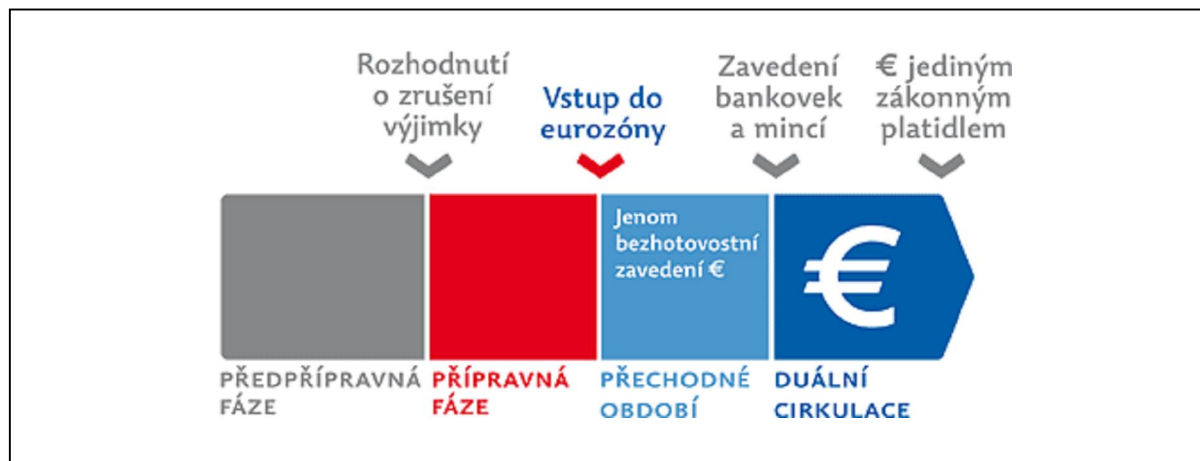 Rozhodnutí
o zrušení
výjimky
Vstup do
eurozóny
Zavedení
bankovek
a mincí
€ jediným
zákonným
platidlem
Jenom
bezhotovostní
zavedení €
€
PŘEDPŘÍPRAVNÁ
FÁZE
PŘÍPRAVNÁ
FÁZE
PŘECHODNÉ
OBDOBÍ
DUÁLNÍ
CIRKULACE